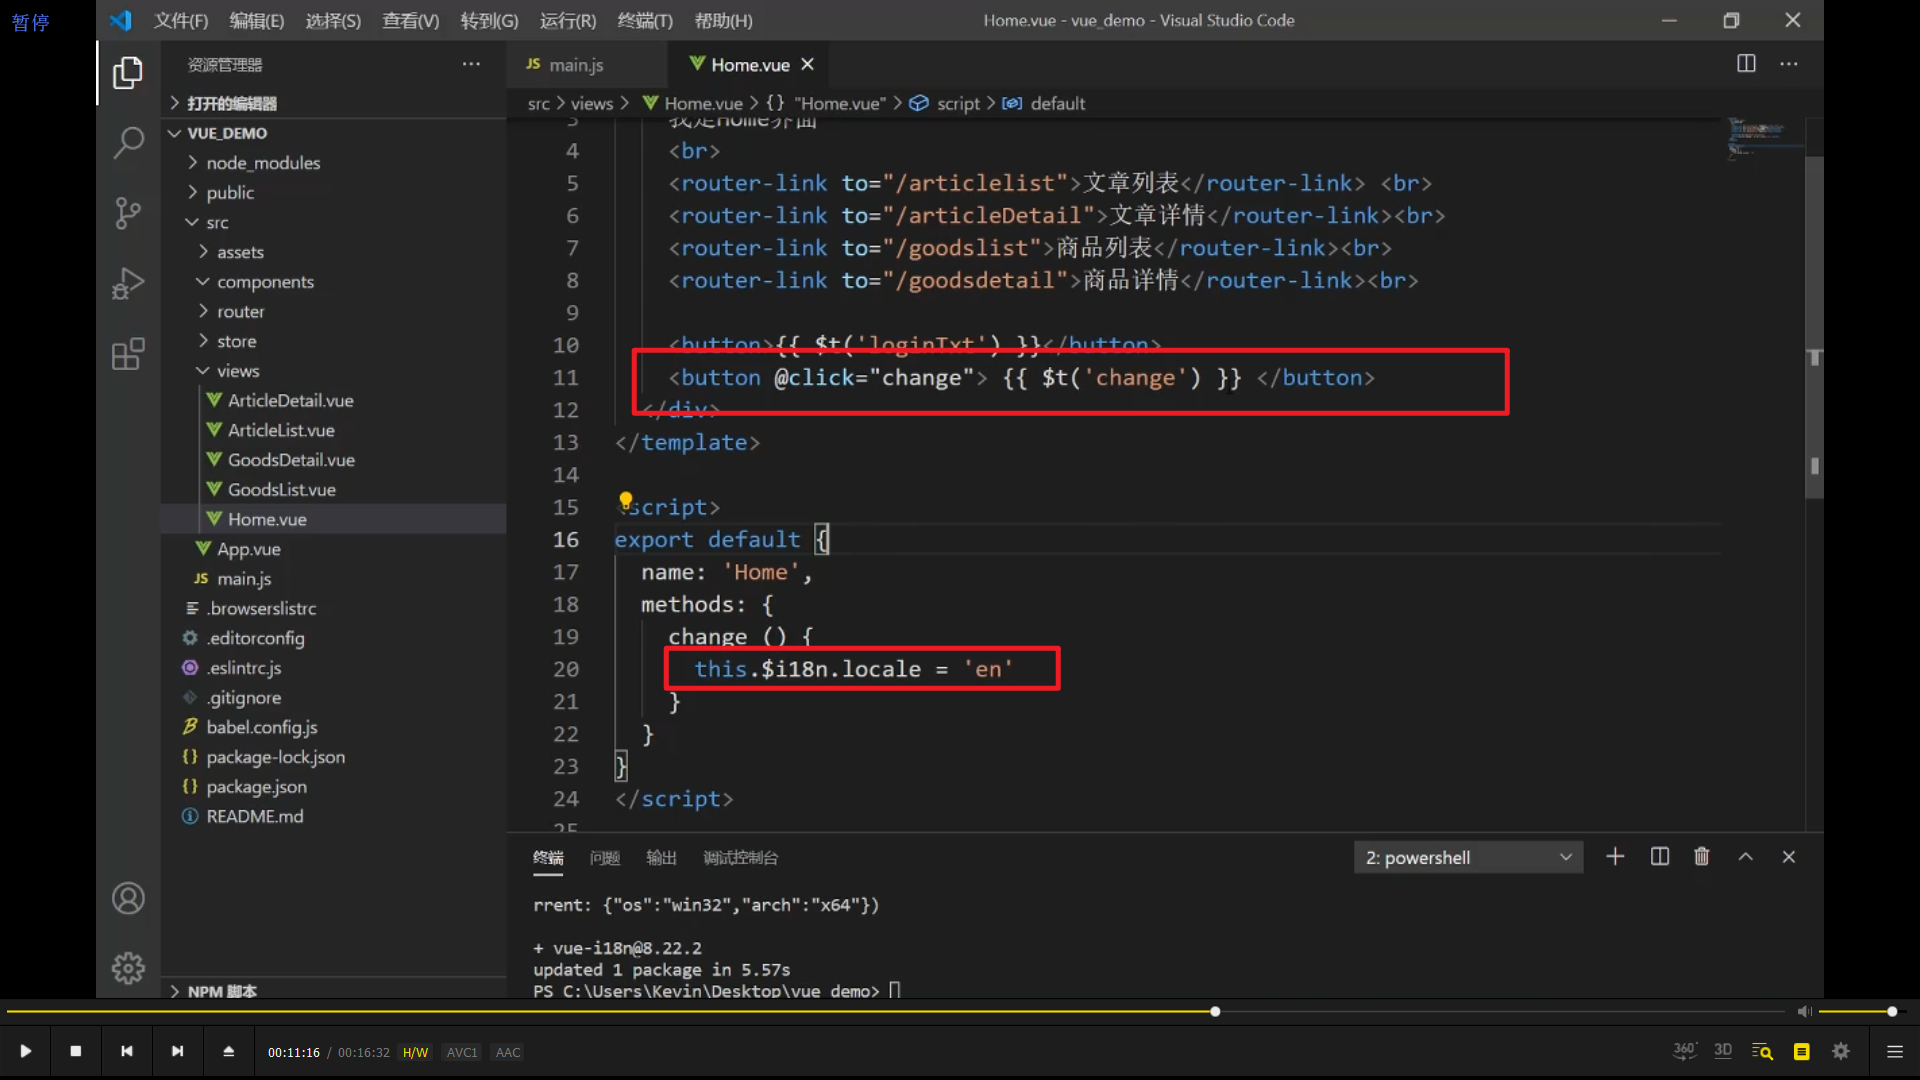 暂停
文件(F) 编辑(E) 选择(S) 查看(V) 转到(G) 运行(R) 终端(T) 帮助(H)
Home.vue - vue_demo - Visual Studio Code
资源管理器
JS main.js
Home.vue
打开的编辑器
src > views > Home.vue > {} "Home.vue" > script > default
VUE_DEMO
node_modules
public
src
assets
components
router
store
views
ArticleDetail.vue
ArticleList.vue
GoodsDetail.vue
GoodsList.vue
Home.vue
App.vue
JS main.js
.browserslistrc
.editorconfig
.eslintrc.js
.gitignore
babel.config.js
{} package-lock.json
{} package.json
README.md
NPM 脚本
3 我是Home界面
4 <br>
5 <router-link to="/articlelist">文章列表</router-link> <br>
6 <router-link to="/articleDetail">文章详情</router-link><br>
7 <router-link to="/goodslist">商品列表</router-link><br>
8 <router-link to="/goodsdetail">商品详情</router-link><br>
9
10 <button>{{ $t('loginTxt') }}</button>
11 <button @click="change"> {{ $t('change') }} </button>
12 </div>
13 </template>
14
15 <script>
16 export default {
17 name: 'Home',
18 methods: {
19 change () {
20 this.$i18n.locale = 'en'
21 }
22 }
23 }
24 </script>
25
终端 问题 输出 调试控制台
2: powershell
rrent: {"os":"win32","arch":"x64"})
+ vue-i18n@8.22.2
updated 1 package in 5.57s
PS C:\Users\Kevin\Desktop\vue_demo>
00:11:16 / 00:16:32 H/W AVC1 AAC
360° 3D